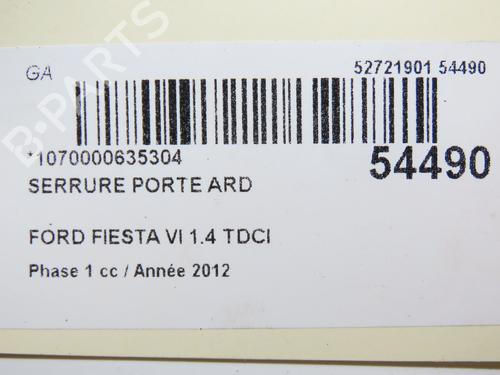 GA
52721901 54490
*1070000635304
54490
SERRURE PORTE ARD
FORD FIESTA VI 1.4 TDCI
Phase 1 cc / Année 2012
B-PARTS